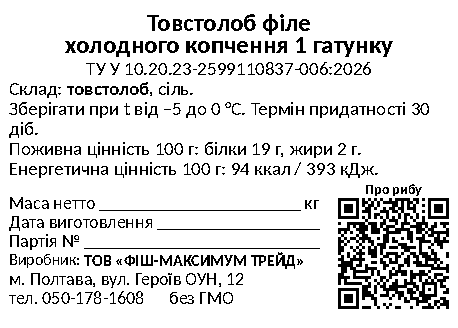 Товстолоб філе
холодного копчення 1 гатунку
ТУ У 10.20.23-2599110837-006:2026
Склад: товстолоб, сіль.
Зберігати при t від –5 до 0 °C. Термін придатності 30
діб.
Поживна цінність 100 г: білки 19 г, жири 2 г.
Енергетична цінність 100 г: 94 ккал / 393 кДж.
Про рибу
Маса нетто ______________________ кг
Дата виготовлення __________________
Партія № __________________________
Виробник: ТОВ «ФІШ-МАКСИМУМ ТРЕЙД»
м. Полтава, вул. Героїв ОУН, 12
тел. 050-178-1608 без ГМО